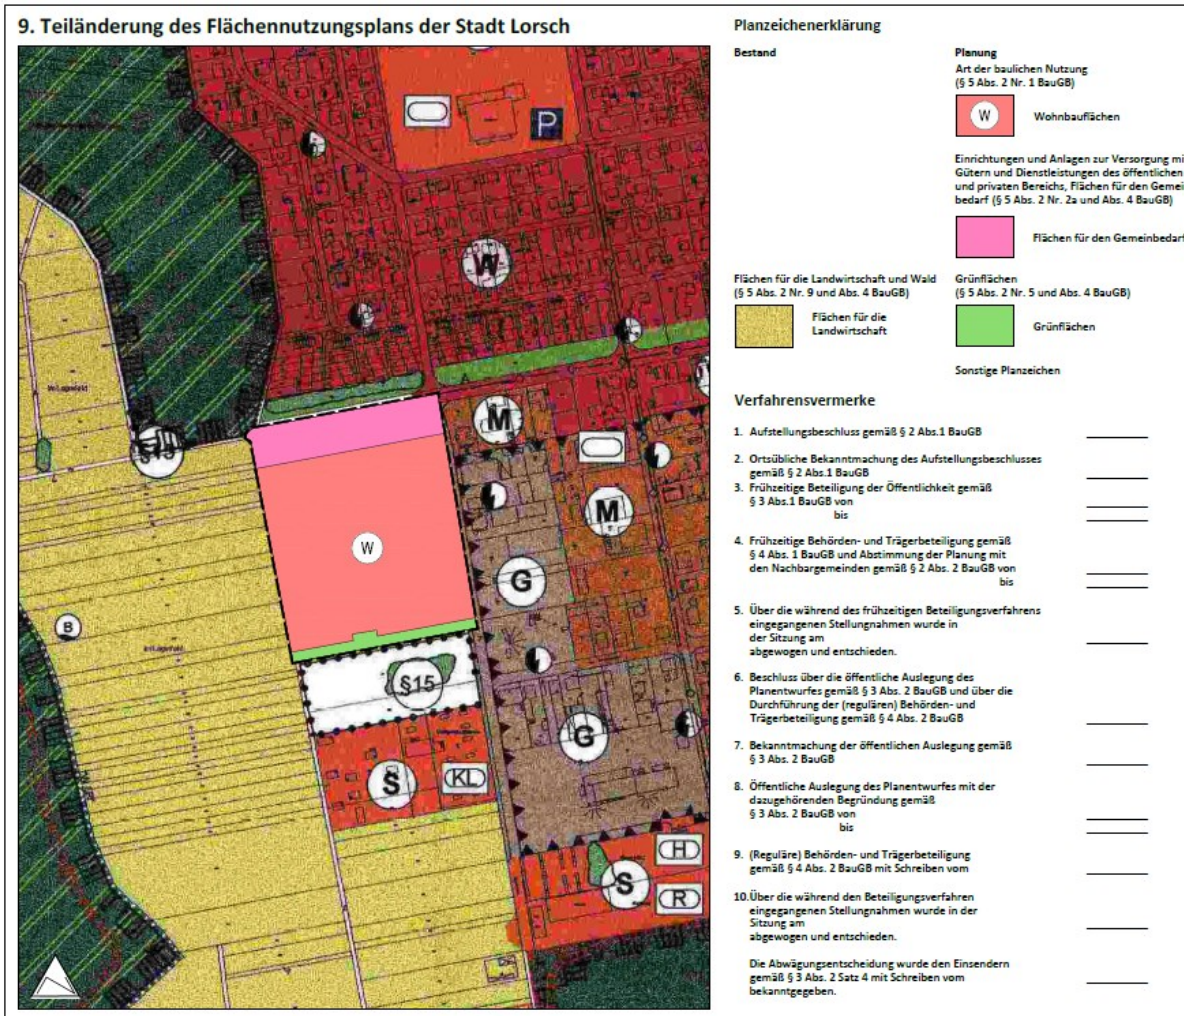 9. Teiländerung des Flächennutzungsplans der Stadt Lorsch
P
W
M
M
§15
W
G
B
§15
G
S
KL
H
S
R
Planzeichenerklärung
Bestand
Planung
Art der baulichen Nutzung
(§ 5 Abs. 2 Nr. 1 BauGB)
W
Wohnbauflächen
Einrichtungen und Anlagen zur Versorgung mi
Gütern und Dienstleistungen des öffentlichen
und privaten Bereichs, Flächen für den Gemei
bedarf (§ 5 Abs. 2 Nr. 2a und Abs. 4 BauGB)
Flächen für den Gemeinbedarf
Flächen für die Landwirtschaft und Wald
(§ 5 Abs. 2 Nr. 9 und Abs. 4 BauGB)
Flächen für die
Landwirtschaft
Grünflächen
(§ 5 Abs. 2 Nr. 5 und Abs. 4 BauGB)
Grünflächen
Sonstige Planzeichen
Verfahrensvermerke
1. Aufstellungsbeschluss gemäß § 2 Abs.1 BauGB
2. Ortsübliche Bekanntmachung des Aufstellungsbeschlusses
gemäß § 2 Abs.1 BauGB
3. Frühzeitige Beteiligung der Öffentlichkeit gemäß
§ 3 Abs.1 BauGB von
bis
4. Frühzeitige Behörden- und Trägerbeteiligung gemäß
§ 4 Abs. 1 BauGB und Abstimmung der Planung mit
den Nachbargemeinden gemäß § 2 Abs. 2 BauGB von
bis
5. Über die während des frühzeitigen Beteiligungsverfahrens
eingegangenen Stellungnahmen wurde in
der Sitzung am
abgewogen und entschieden.
6. Beschluss über die öffentliche Auslegung des
Planentwurfes gemäß § 3 Abs. 2 BauGB und über die
Durchführung der (regulären) Behörden- und
Trägerbeteiligung gemäß § 4 Abs. 2 BauGB
7. Bekanntmachung der öffentlichen Auslegung gemäß
§ 3 Abs. 2 BauGB
8. Öffentliche Auslegung des Planentwurfes mit der
dazugehörenden Begründung gemäß
§ 3 Abs. 2 BauGB von
bis
9. (Reguläre) Behörden- und Trägerbeteiligung
gemäß § 4 Abs. 2 BauGB mit Schreiben vom
10.Über die während den Beteiligungsverfahren
eingegangenen Stellungnahmen wurde in der
Sitzung am
abgewogen und entschieden.
Die Abwägungsentscheidung wurde den Einsendern
gemäß § 3 Abs. 2 Satz 4 mit Schreiben vom
bekanntgegeben.